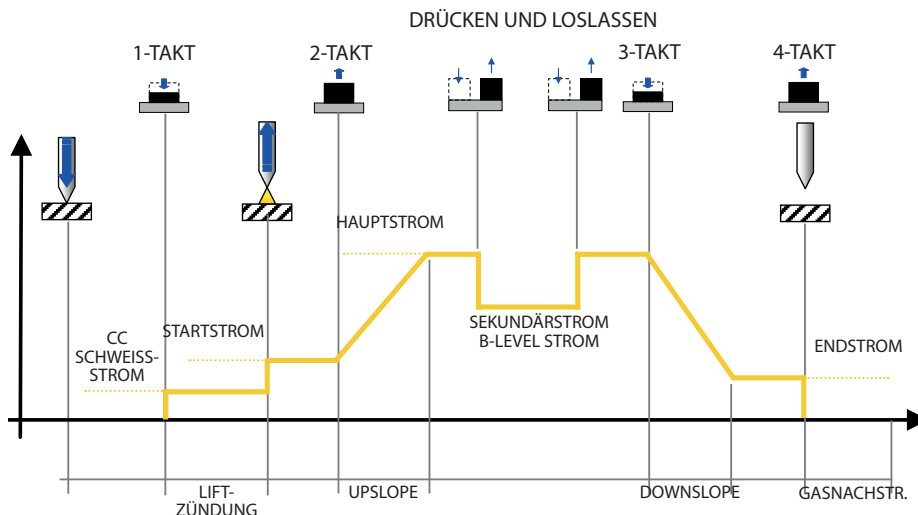 DRÜCKEN UND LOSLASSEN
1-TAKT
2-TAKT
3-TAKT
4-TAKT
HAUPTSTROM
STARTSTROM
CC
SCHWEISS-
STROM
SEKUNDÄRSTROM
B-LEVEL STROM
ENDSTROM
LIFT-
ZÜNDUNG
UPSLOPE
DOWNSLOPE
GASNACHSTR.